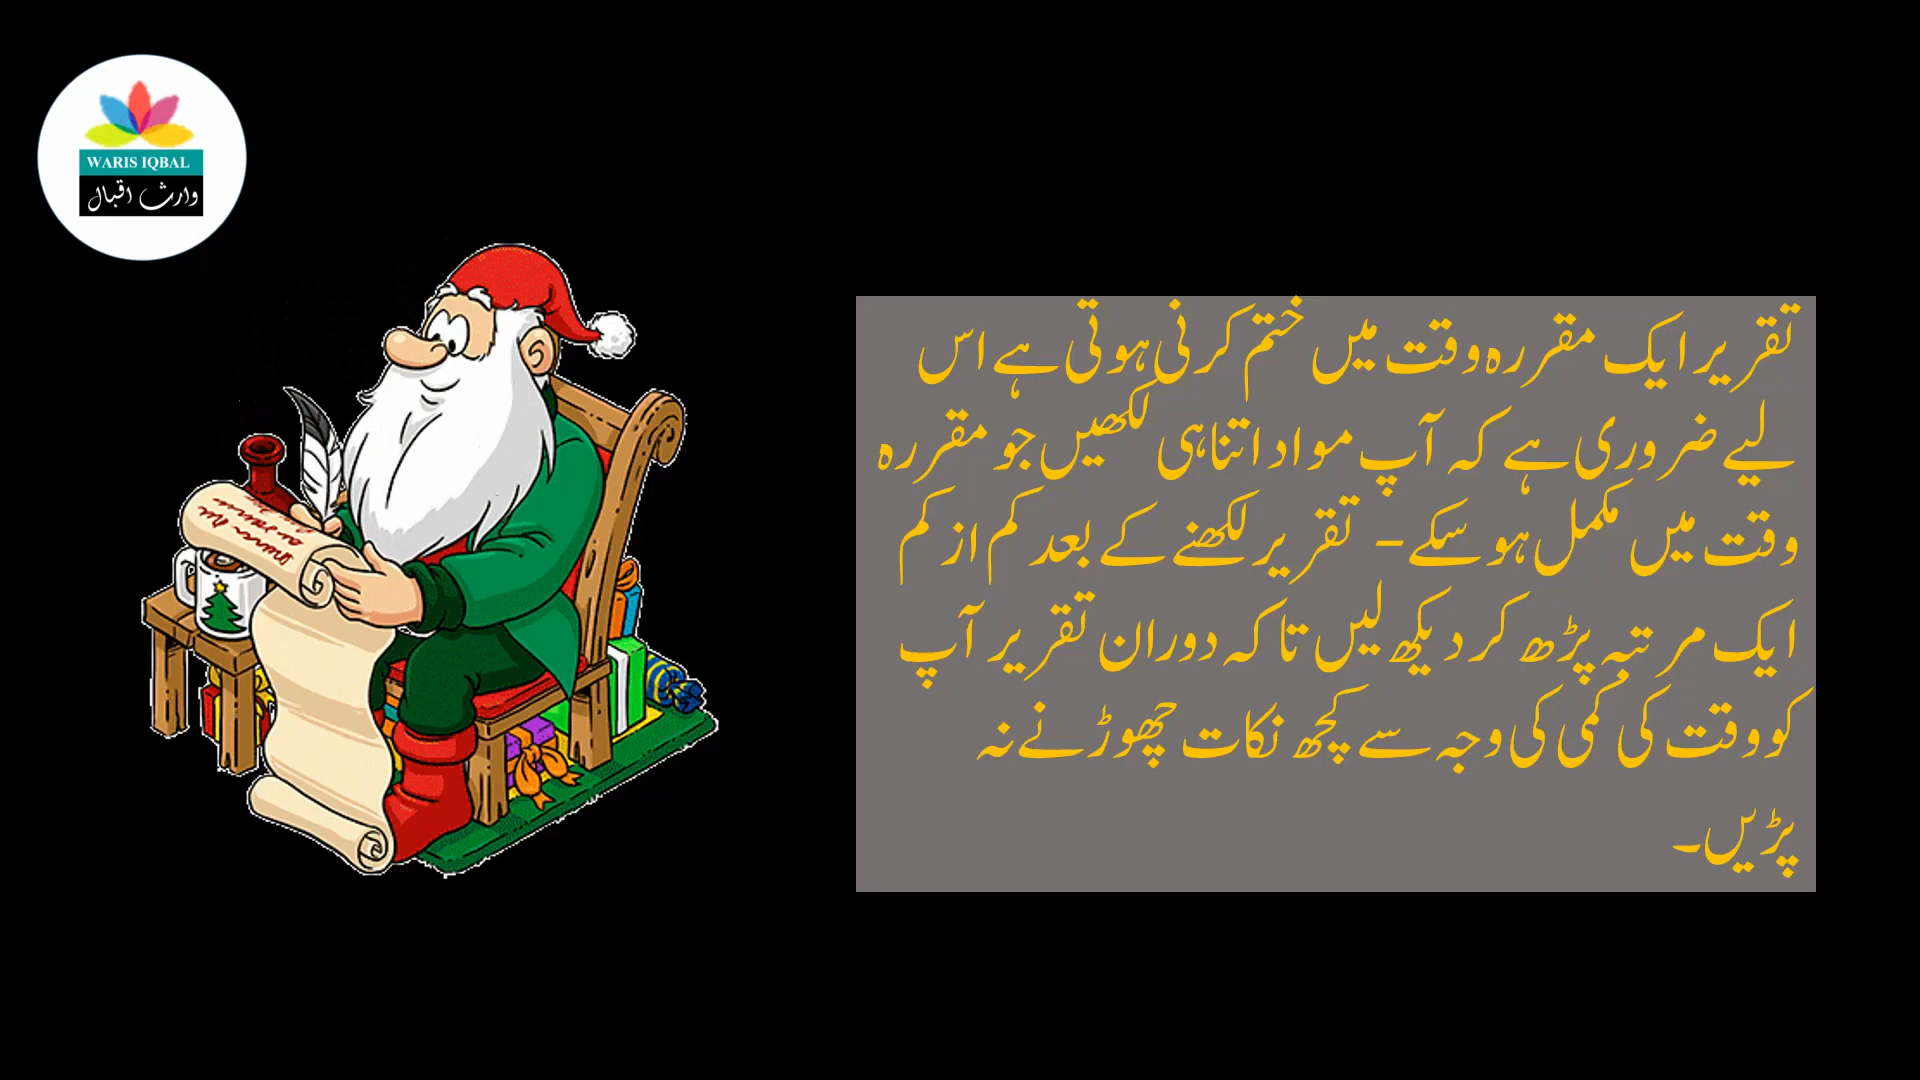 WARIS IQBAL
وارث اقبال
تقریر ایک مقررہ وقت میں ختم کرنی ہوتی ہے اس
لیے ضروری ہے کہ آپ مواد اتنا ہی لکھیں جو مقررہ
وقت میں مکمل ہو سکے۔ تقریر لکھنے کے بعد کم از کم
ایک مرتبہ پڑھ کر دیکھ لیں تاکہ دوران تقریر آپ
کو وقت کی کمی کی وجہ سے کچھ نکات چھوڑنے نہ
پڑیں۔